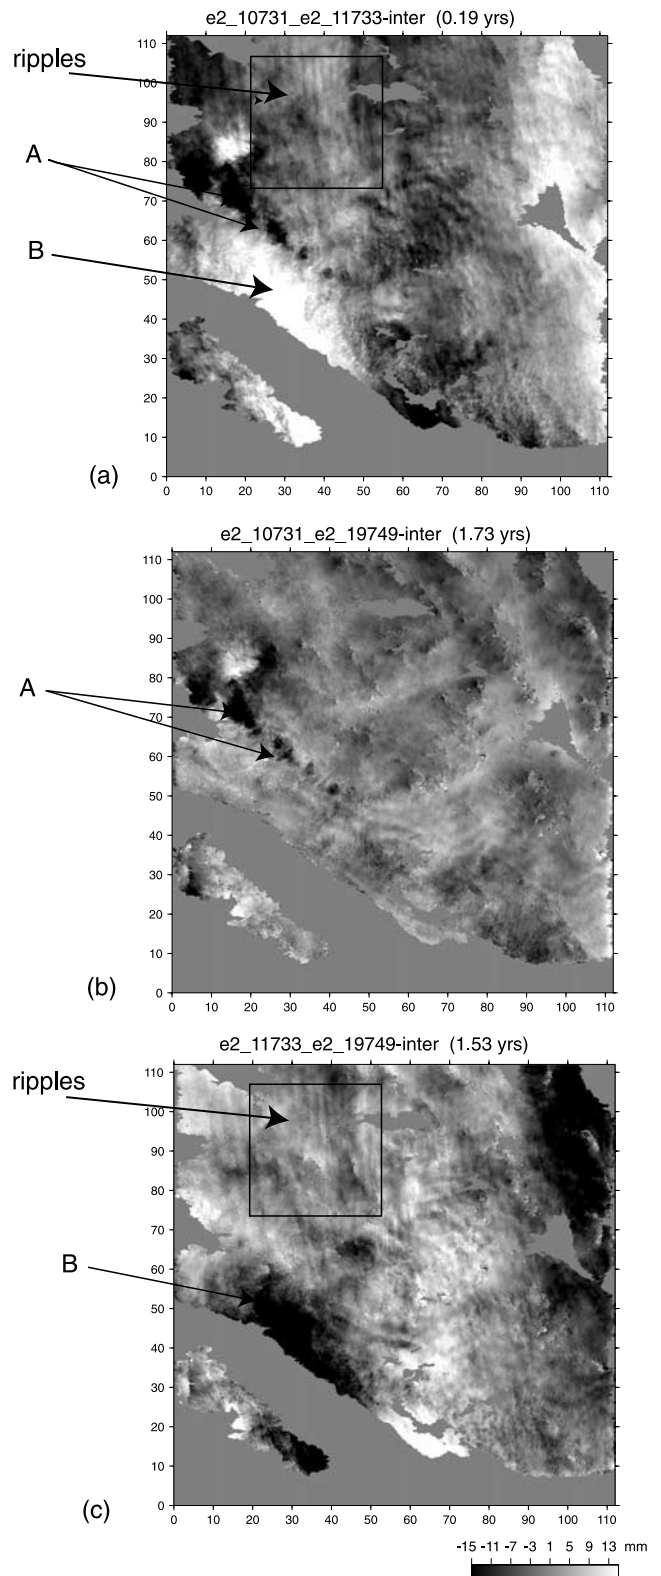 e2_10731_e2_11733-inter (0.19 yrs)
110
100
90
80
70
60
50
40
30
20
10
0
0 10 20 30 40 50 60 70 80 90 100 110
ripples
A
B
(a)
e2_10731_e2_19749-inter (1.73 yrs)
110
100
90
80
70
60
50
40
30
20
10
0
0 10 20 30 40 50 60 70 80 90 100 110
A
(b)
e2_11733_e2_19749-inter (1.53 yrs)
110
100
90
80
70
60
50
40
30
20
10
0
0 10 20 30 40 50 60 70 80 90 100 110
ripples
B
(c)
-15 -11 -7 -3 1 5 9 13 mm